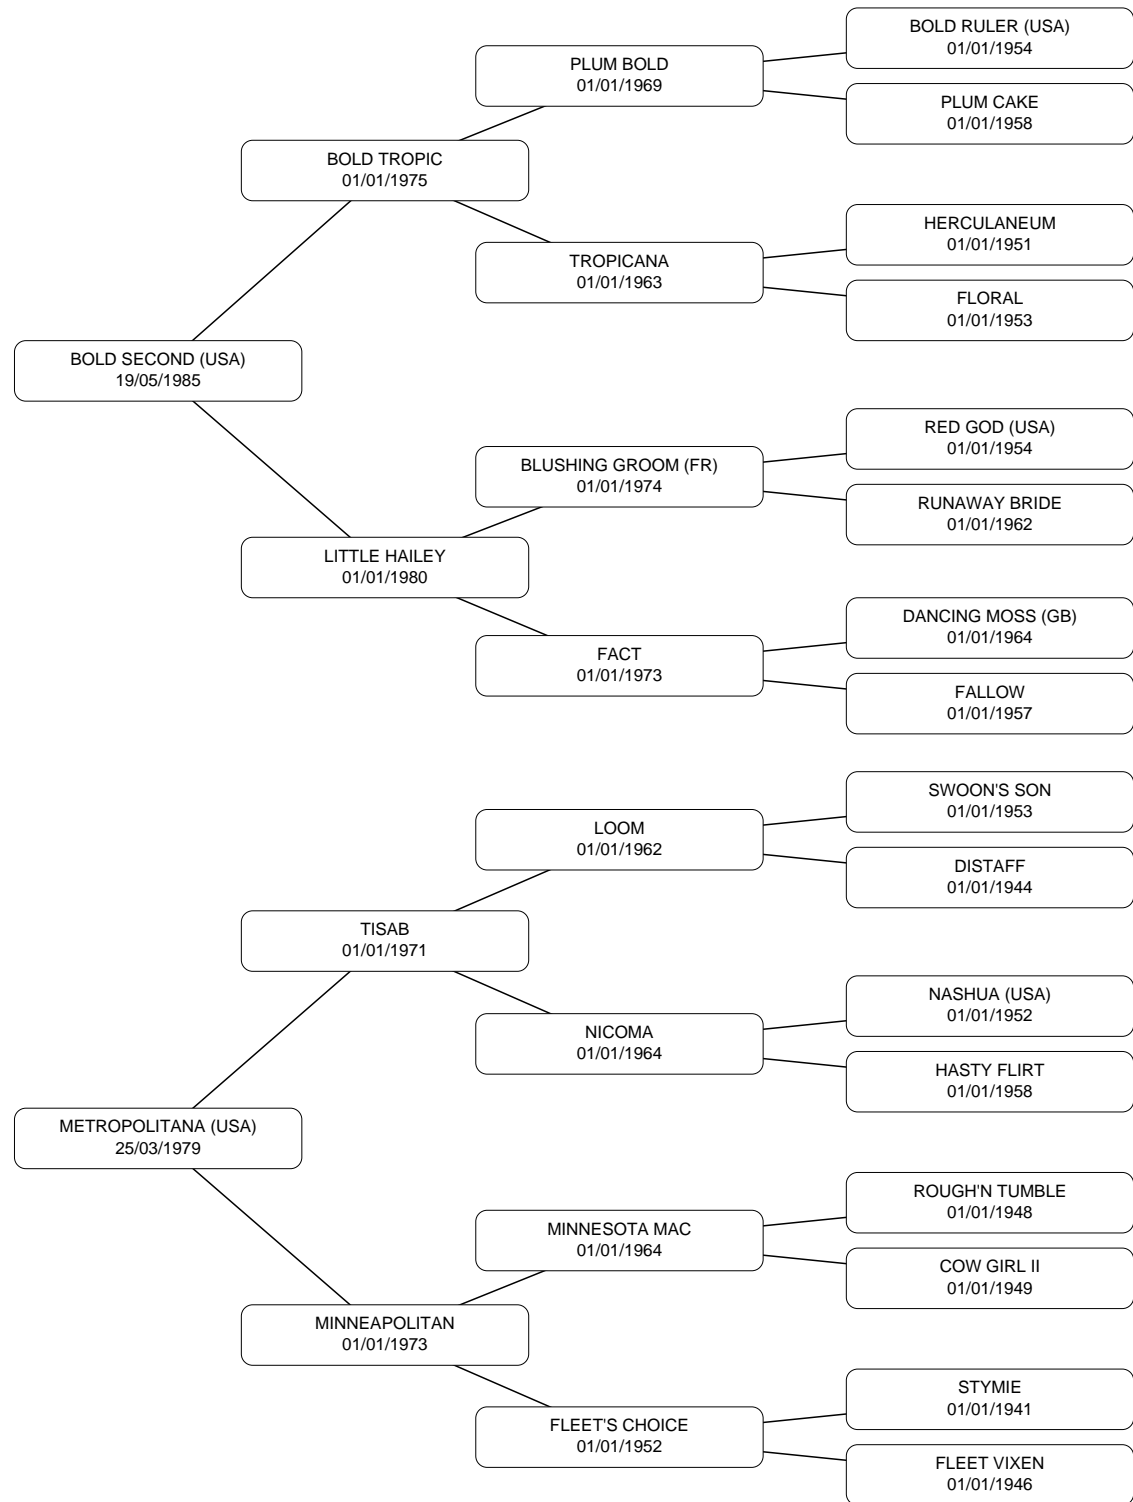 BOLD RULER (USA)
01/01/1954
PLUM BOLD
01/01/1969
PLUM CAKE
01/01/1958
BOLD TROPIC
01/01/1975
HERCULANEUM
01/01/1951
TROPICANA
01/01/1963
FLORAL
01/01/1953
BOLD SECOND (USA)
19/05/1985
RED GOD (USA)
01/01/1954
BLUSHING GROOM (FR)
01/01/1974
RUNAWAY BRIDE
01/01/1962
LITTLE HAILEY
01/01/1980
DANCING MOSS (GB)
01/01/1964
FACT
01/01/1973
FALLOW
01/01/1957
SWOON'S SON
01/01/1953
LOOM
01/01/1962
DISTAFF
01/01/1944
TISAB
01/01/1971
NASHUA (USA)
01/01/1952
NICOMA
01/01/1964
HASTY FLIRT
01/01/1958
METROPOLITANA (USA)
25/03/1979
ROUGH'N TUMBLE
01/01/1948
MINNESOTA MAC
01/01/1964
COW GIRL II
01/01/1949
MINNEAPOLITAN
01/01/1973
STYMIE
01/01/1941
FLEET'S CHOICE
01/01/1952
FLEET VIXEN
01/01/1946